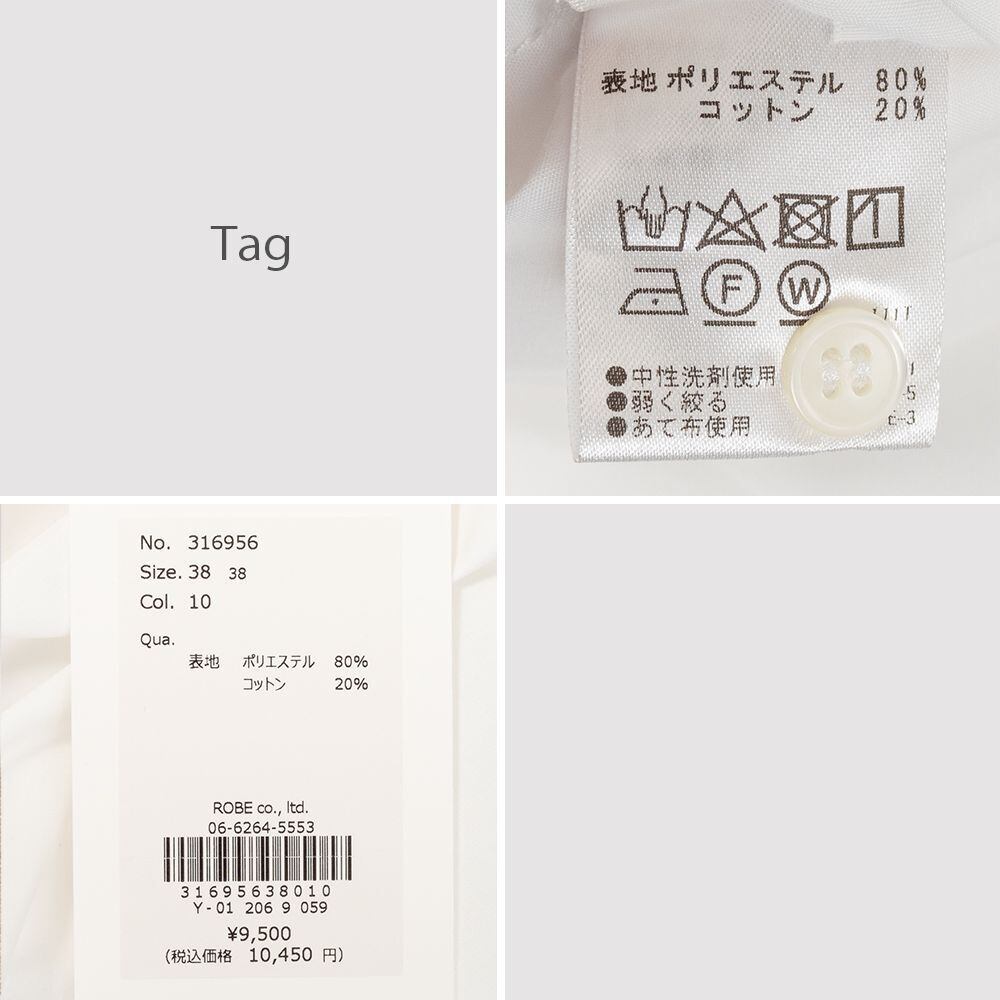 Tag
表地 ポリエステル 80%
コットン 20%
F W
●中性洗剤使用
●弱く絞る
●あて布使用
No. 316956
Size. 38 38
Col. 10
Qua.
表地 ポリエステル 80%
コットン 20%
ROBE co., ltd.
06-6264-5553
31695638010
Y-01 206 9 059
¥9,500
(税込価格 10,450 円)